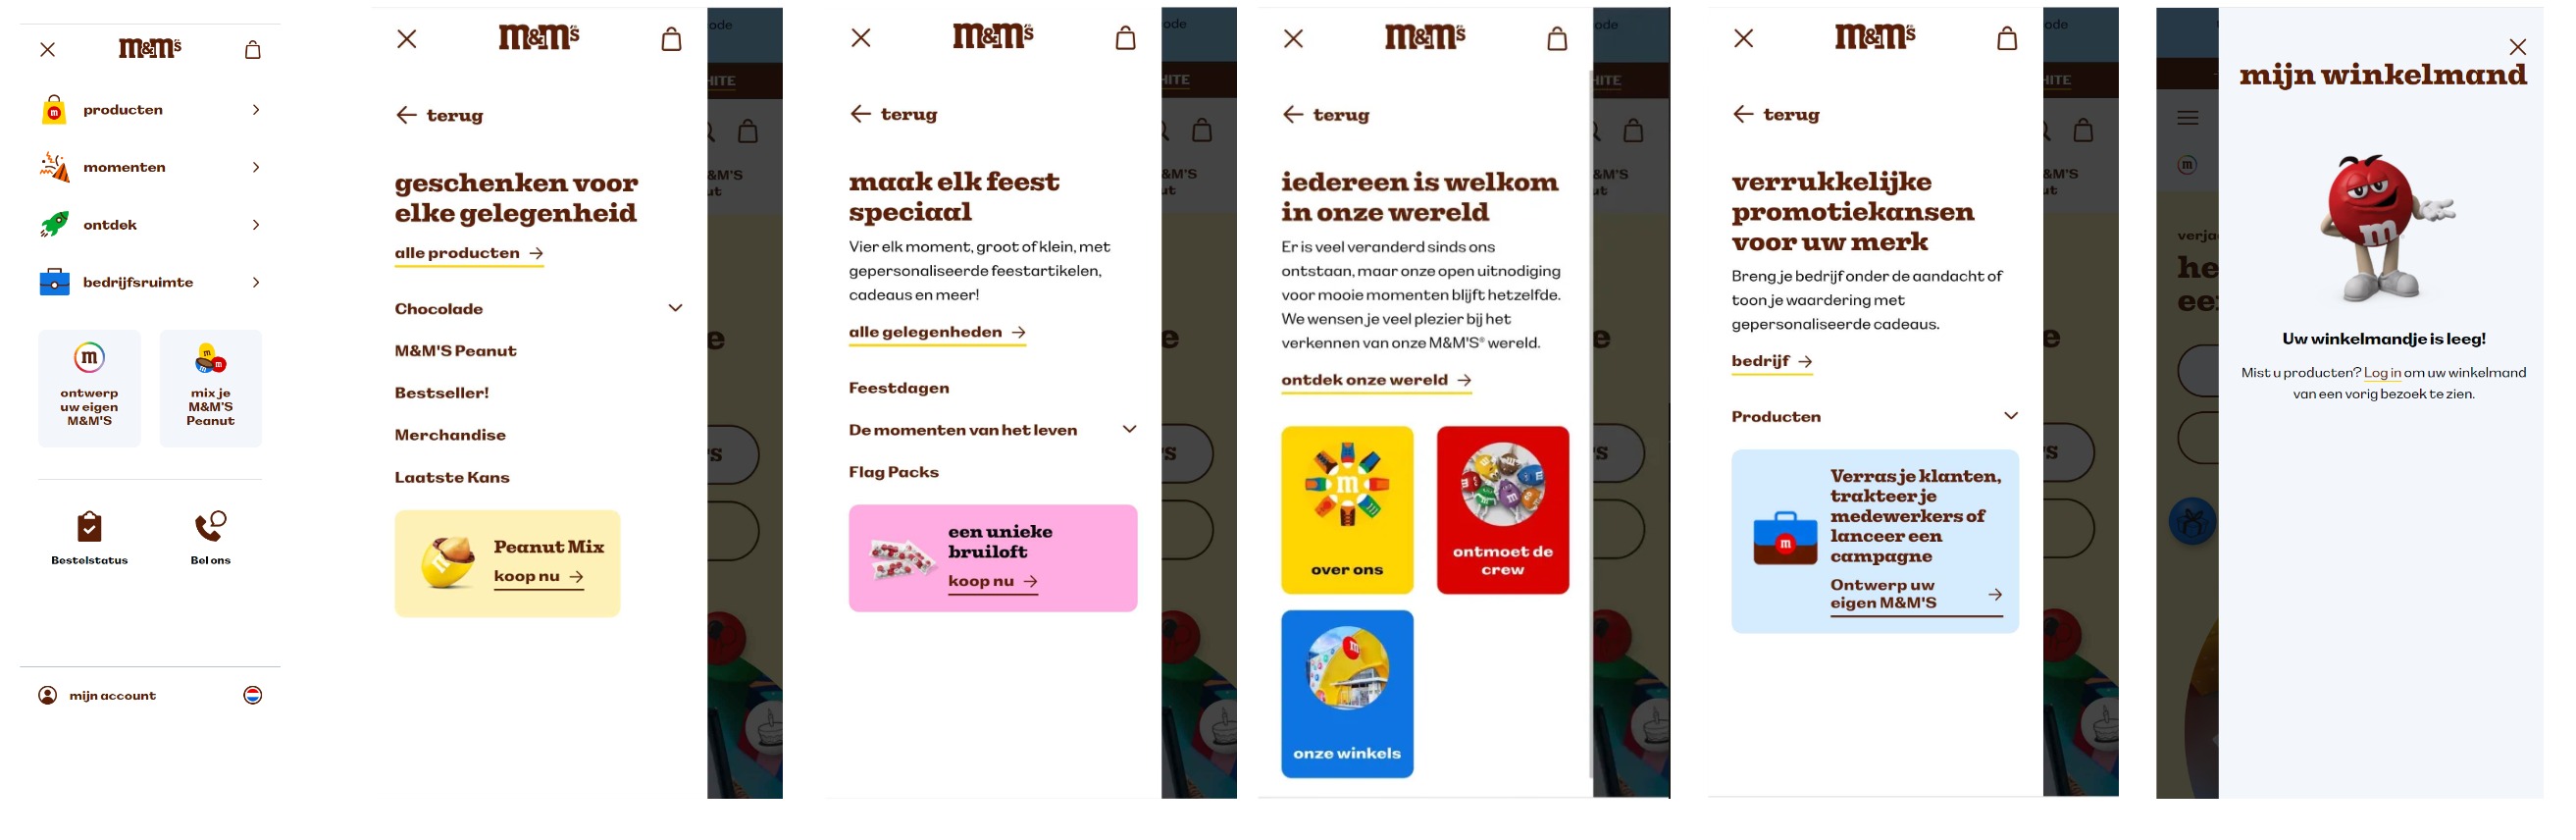 m&m's
producten
momenten
ontdek
bedrijfsruimte
m
ontwerp
uw eigen
M&M'S
mix je
M&M'S
Peanut
Bestelstatus
Bel ons
mijn account
m&m's
terug
geschenken voor
elke gelegenheid
alle producten
Chocolade
M&M'S Peanut
Bestseller!
Merchandise
Laatste Kans
Peanut Mix
koop nu
m&m's
terug
maak elk feest
speciaal
Vier elk moment, groot of klein, met
gepersonaliseerde feestartikelen,
cadeaus en meer!
alle gelegenheden
Feestdagen
De momenten van het leven
Flag Packs
een unieke
bruiloft
koop nu
m&m's
terug
iedereen is welkom
in onze wereld
Er is veel veranderd sinds ons
ontstaan, maar onze open uitnodiging
voor mooie momenten blijft hetzelfde.
We wensen je veel plezier bij het
verkennen van onze M&M'S® wereld.
ontdek onze wereld
m
over ons
ontmoet de
crew
onze winkels
m&m's
terug
verrukkelijke
promotiekansen
voor uw merk
Breng je bedrijf onder de aandacht of
toon je waardering met
gepersonaliseerde cadeaus.
bedrijf
Producten
Verras je klanten,
trakteer je
medewerkers of
lanceer een
campagne
Ontwerp uw
eigen M&M'S
mijn winkelmand
m
Uw winkelmandje is leeg!
Mist u producten? Log in om uw winkelmand
van een vorig bezoek te zien.